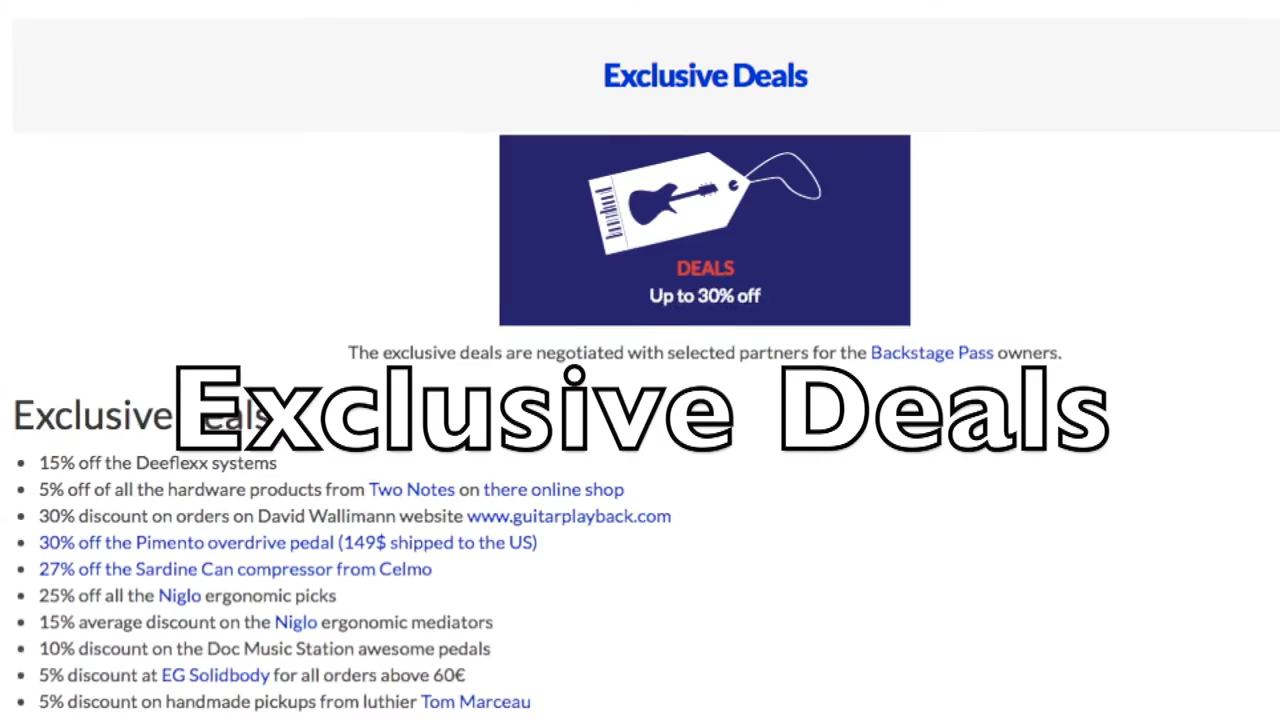 Exclusive Deals
DEALS
Up to 30% off
The exclusive deals are negotiated with selected partners for the Backstage Pass owners.
Exclusive Deals
Exclusive Deals
15% off the Deeflexx systems
5% off of all the hardware products from Two Notes on there online shop
30% discount on orders on David Wallimann website www.guitarplayback.com
30% off the Pimento overdrive pedal (149$ shipped to the US)
27% off the Sardine Can compressor from Celmo
25% off all the Niglo ergonomic picks
15% average discount on the Niglo ergonomic mediators
10% discount on the Doc Music Station awesome pedals
5% discount at EG Solidbody for all orders above 60€
5% discount on handmade pickups from luthier Tom Marceau